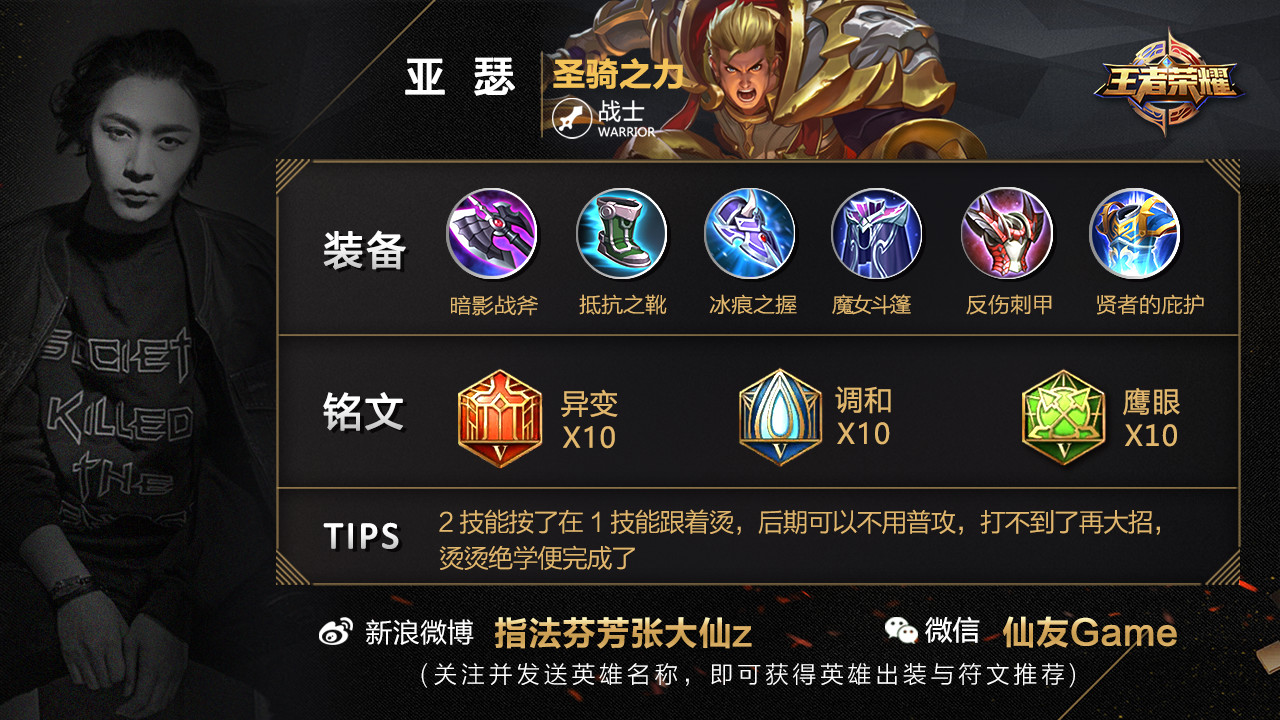 亚 瑟
圣骑之力
战士
WARRIOR
王者荣耀
装备
暗影战斧
抵抗之靴
冰痕之握
魔女斗篷
反伤刺甲
贤者的庇护
铭文
异变
X10
调和
X10
鹰眼
X10
V
V
V
TIPS
2 技能按了在 1 技能跟着烫，后期可以不用普攻，打不到了再大招，
烫烫绝学便完成了
SOCIET
KILLED
THE
新浪微博 指法芬芳张大仙z
微信 仙友Game
(关注并发送英雄名称，即可获得英雄出装与符文推荐)